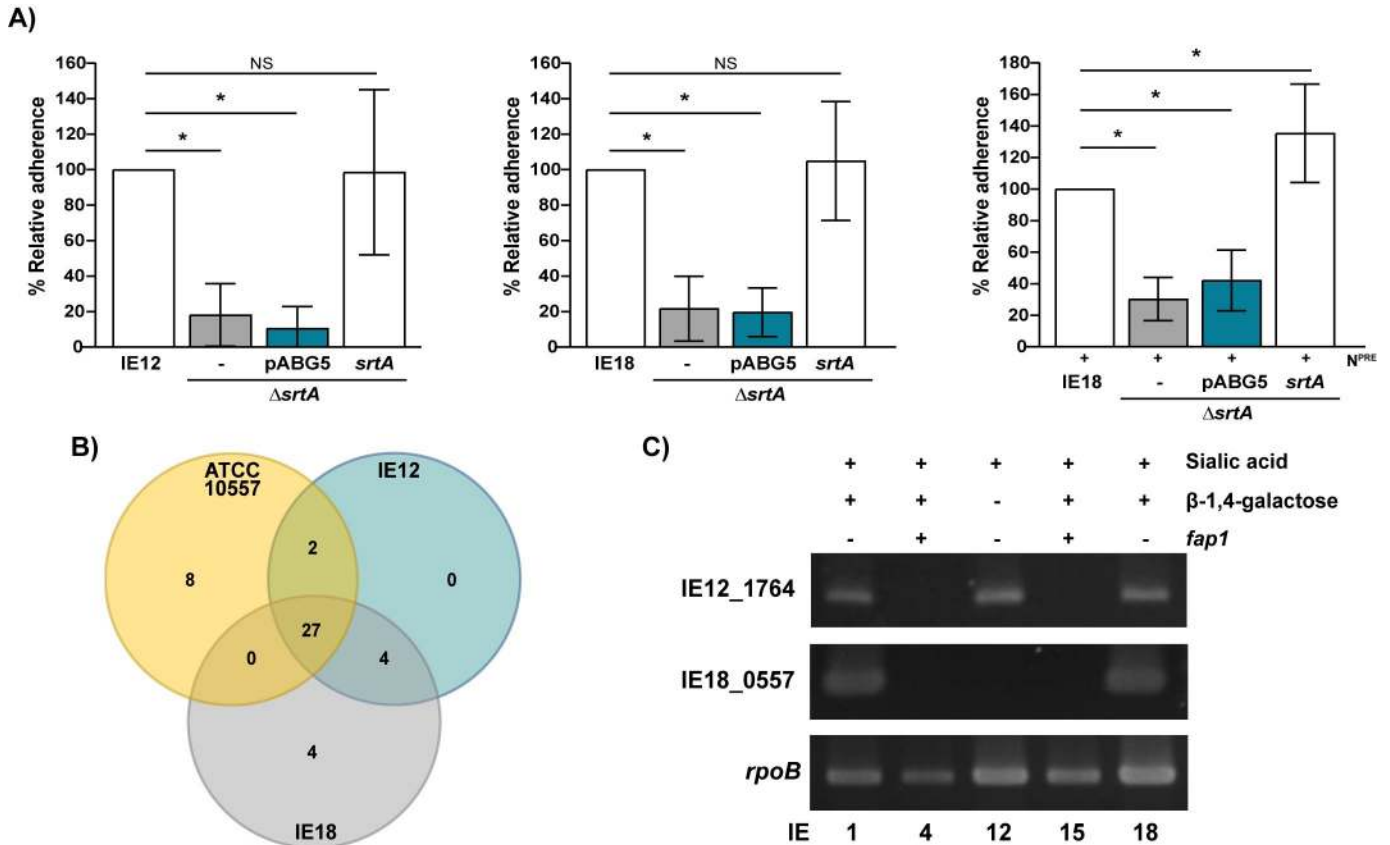 A)
160
140
120
100
80
60
40
20
0
% Relative adherence
NS
*
*
IE12
-
pABG5
srtA
ΔsrtA
160
140
120
100
80
60
40
20
0
% Relative adherence
NS
*
*
IE18
-
pABG5
srtA
ΔsrtA
180
160
140
120
100
80
60
40
20
0
% Relative adherence
*
*
*
+ + + + Nᴾᴿᴱ
IE18
-
pABG5
srtA
ΔsrtA
B)
ATCC
10557
IE12
2
8
0
27
0
4
4
IE18
C)
+ + + + + Sialic acid
+ + - + + β-1,4-galactose
- + - + - fap1
IE12_1764
IE18_0557
rpoB
IE 1 4 12 15 18